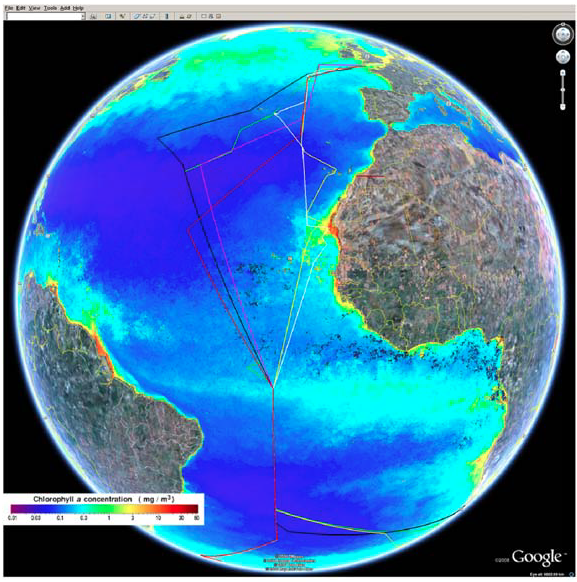 File Edit View Tools Add Help
Chlorophyll a concentration ( mg / m³)
0.01 0.03 0.1 0.3 1 3 10 30 60
Google